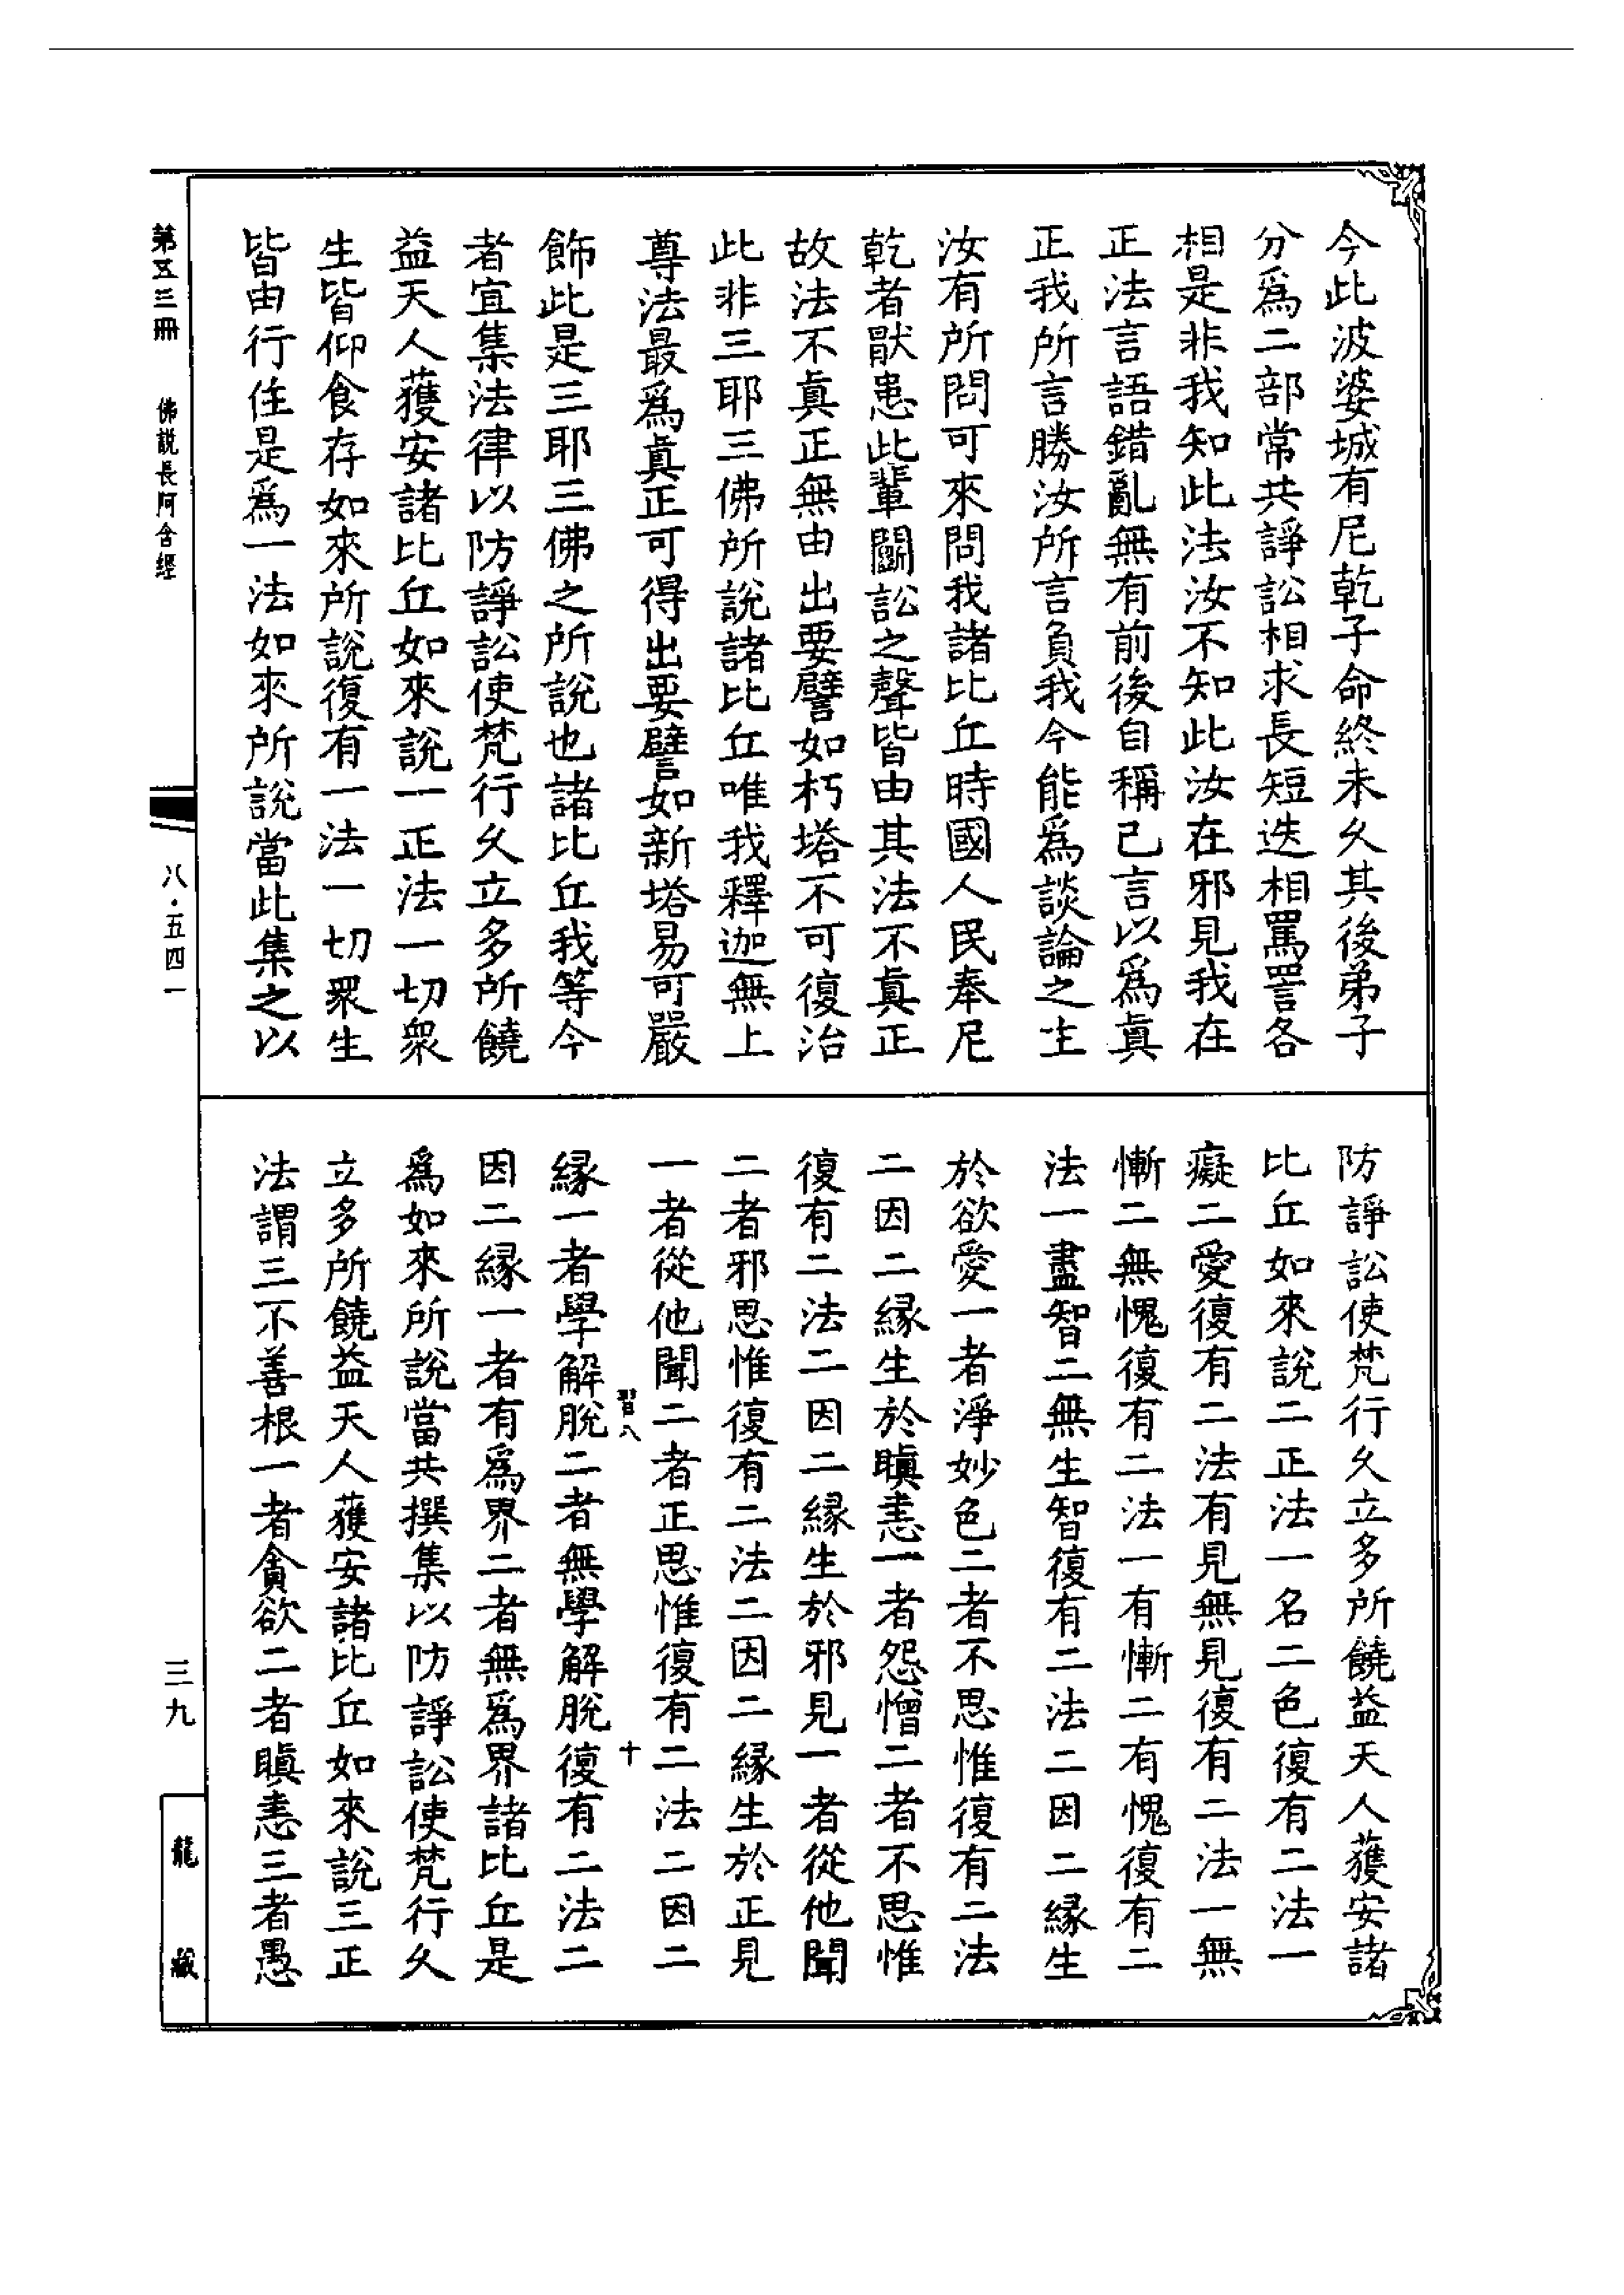 今此波婆城有尼乾子命終未久其後弟子
分為二部常共諍訟相求長短迭相罵詈各
相是非我知此法汝不知此汝在邪見我在
正法言語錯亂無有前後自稱己言以為真
正我所言勝汝所言負我今能為談論之主
汝有所問可來問我諸比丘時國人民奉尼
乾者猒患此輩鬭訟之聲皆由其法不真正
故法不真正無由出要譬如朽塔不可復治
此非三耶三佛所說諸比丘唯我釋迦無上
尊法最為真正可得出要譬如新塔易可嚴
飾此是三耶三佛之所說也諸比丘我等今
者宜集法律以防諍訟使梵行久立多所饒
益天人獲安諸比丘如來說一正法一切眾
生皆仰食存如來所說復有一法一切眾生
皆由行住是為一法如來所說當此集之以
防諍訟使梵行久立多所饒益天人獲安諸
比丘如來說二正法一名二色復有二法一
癡二愛復有二法有見無見復有二法一無
慚二無愧復有二法一有慚二有愧復有二
法一盡智二無生智復有二法二因二緣生
於欲愛一者淨妙色二者不思惟復有二法
二因二緣生於瞋恚一者怨憎二者不思惟
復有二法二因二緣生於邪見一者從他聞
二者邪思惟復有二法二因二緣生於正見
一者從他聞二者正思惟復有二法二因二
習八
十
緣一者學解脫二者無學解脫復有二法二
因二緣一者有為界二者無為界諸比丘是
為如來所說當共撰集以防諍訟使梵行久
立多所饒益天人獲安諸比丘如來說三正
法謂三不善根一者貪欲二者瞋恚三者愚
第五三冊
佛說長阿含經
八·五四一
三九
龍藏